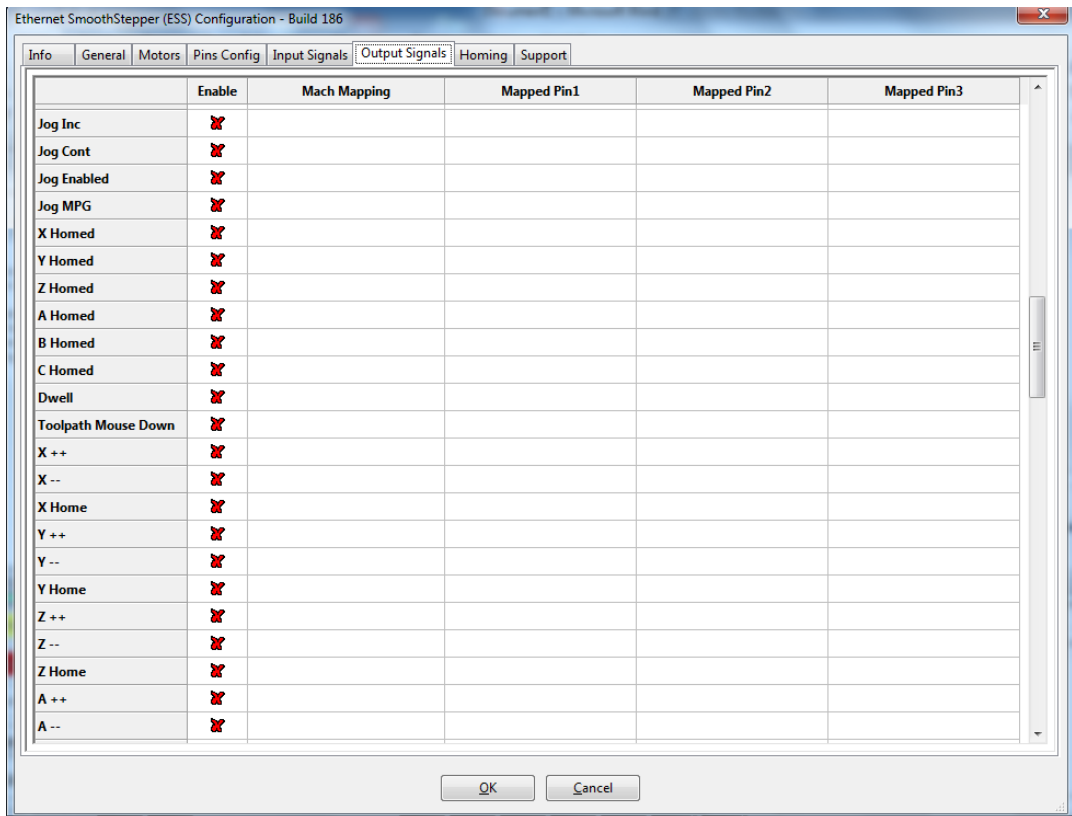 Ethernet SmoothStepper (ESS) Configuration - Build 186
Info General Motors Pins Config Input Signals Output Signals Homing Support
Enable Mach Mapping Mapped Pin1 Mapped Pin2 Mapped Pin3
Jog Inc
Jog Cont
Jog Enabled
Jog MPG
X Homed
Y Homed
Z Homed
A Homed
B Homed
C Homed
Dwell
Toolpath Mouse Down
X ++
X --
X Home
Y ++
Y --
Y Home
Z ++
Z --
Z Home
A ++
A --
OK Cancel